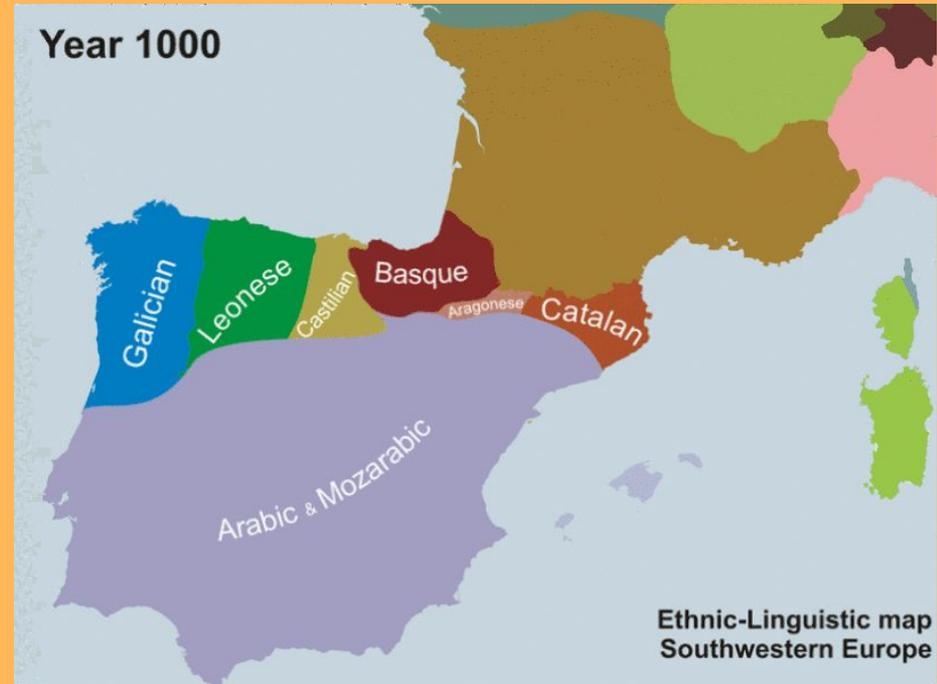 Year 1000
Galician
Leonese
Castilian
Basque
Aragonese
Catalan
Arabic & Mozarabic
Ethnic-Linguistic map
Southwestern Europe